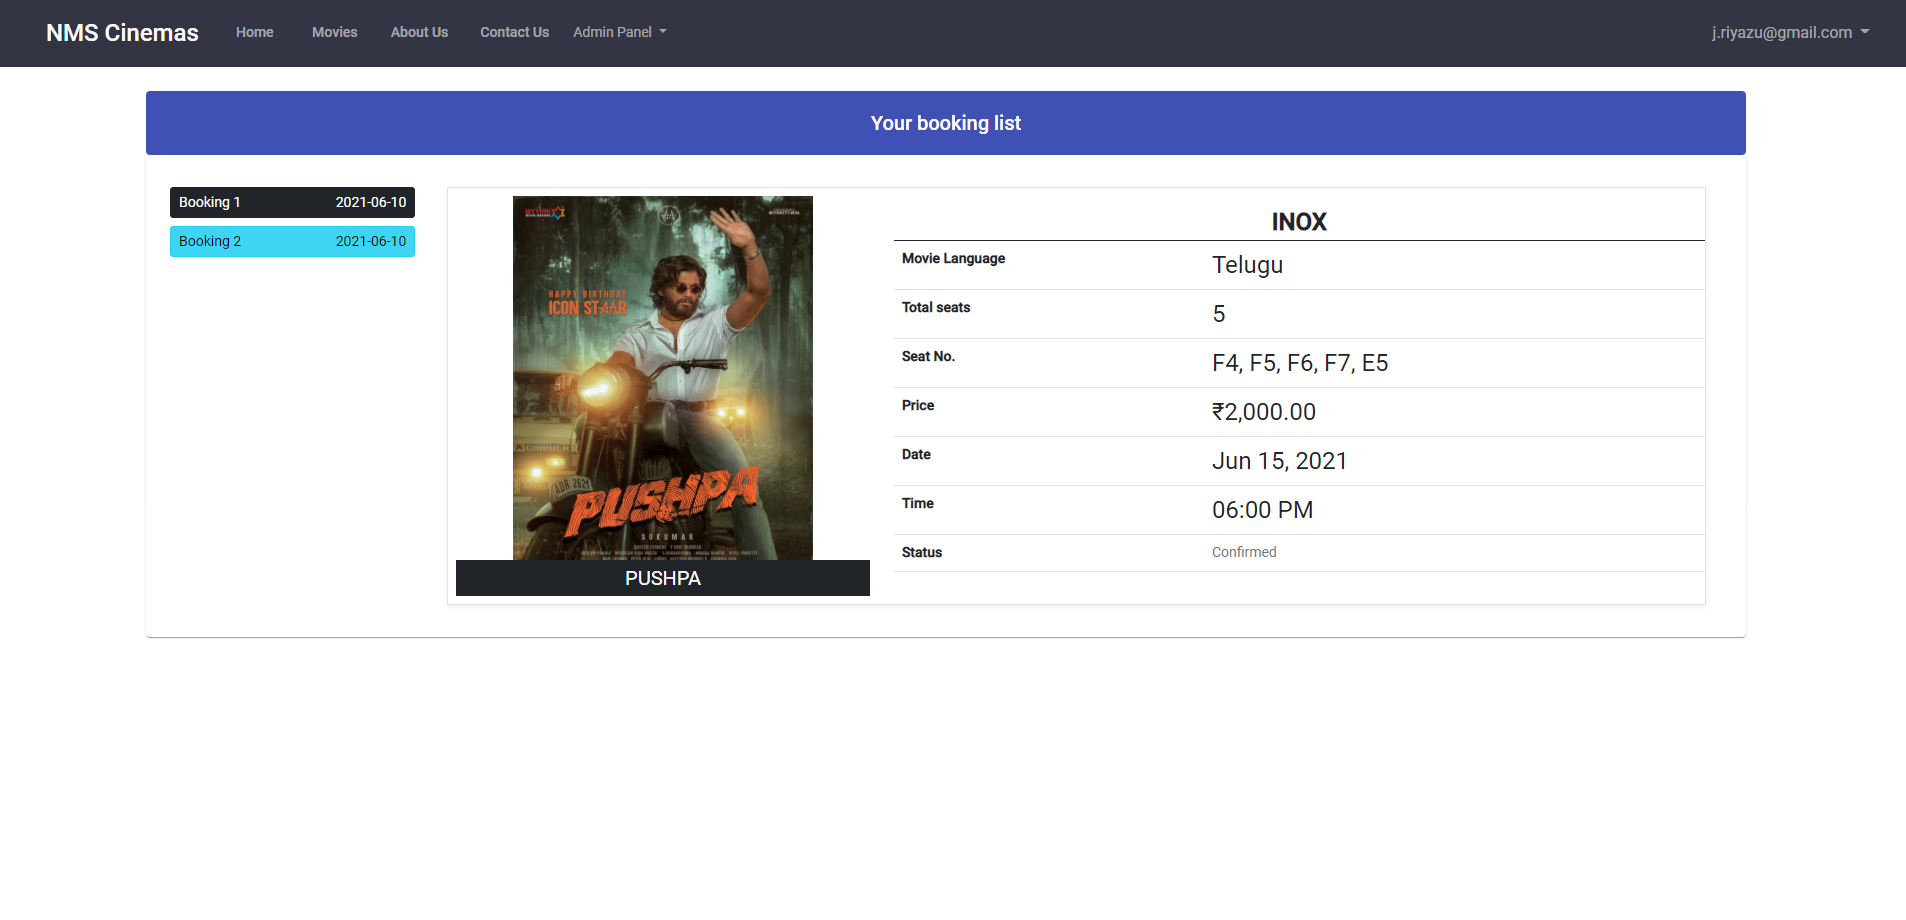 NMS Cinemas Home Movies About Us Contact Us Admin Panel j.riyazu@gmail.com
Your booking list
Booking 1 2021-06-10
Booking 2 2021-06-10
HAPPY BIRTHDAY
ICON STAAR
ADR 2621
PUSHPA
SUKUMAR
PUSHPA
INOX
Movie Language Telugu
Total seats 5
Seat No. F4, F5, F6, F7, E5
Price ₹2,000.00
Date Jun 15, 2021
Time 06:00 PM
Status Confirmed